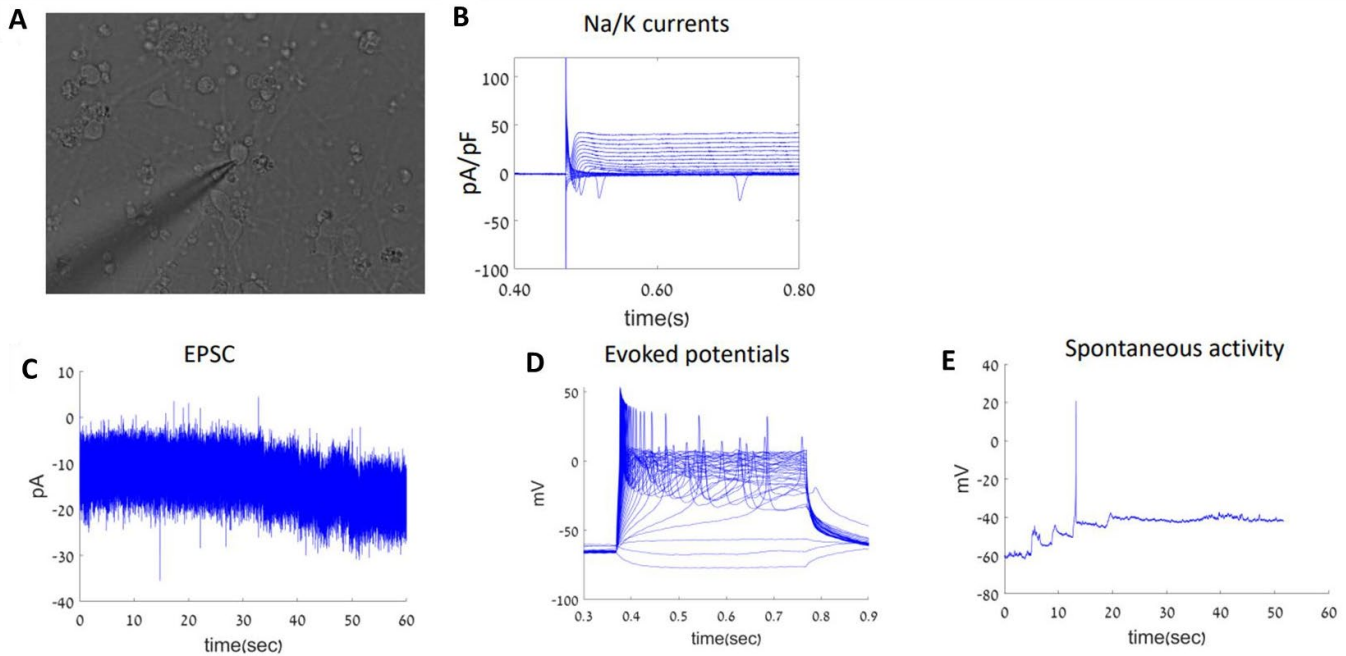 A
B
Na/K currents
100
50
0
-50
-100
pA/pF
0.40
0.60
0.80
time(s)
C
EPSC
10
0
-10
-20
-30
-40
pA
0
10
20
30
40
50
60
time(sec)
D
Evoked potentials
50
0
-50
-100
mV
0.3
0.4
0.5
0.6
0.7
0.8
0.9
time(sec)
E
Spontaneous activity
40
20
0
-20
-40
-60
-80
mV
0
10
20
30
40
50
60
time(sec)